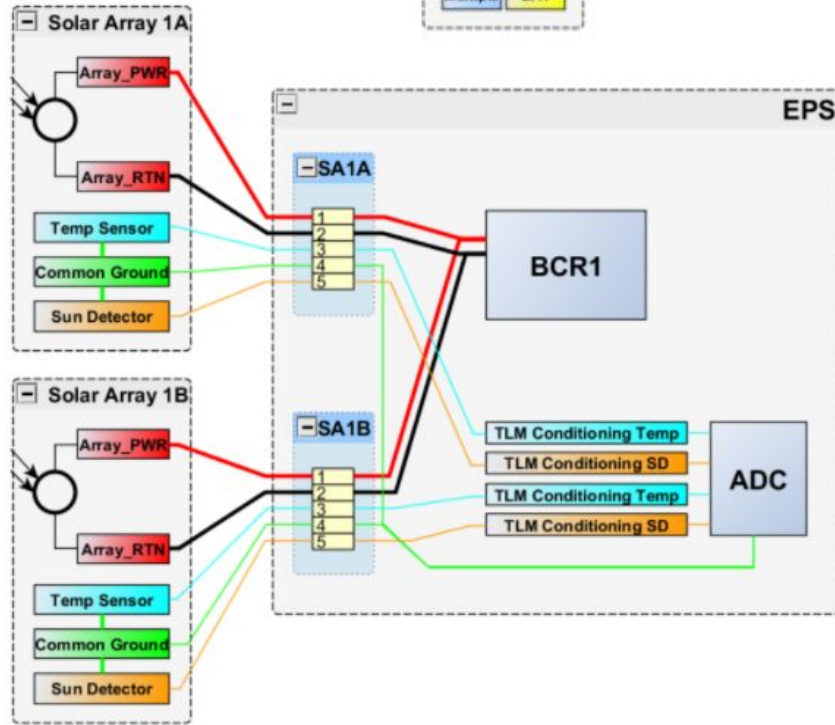 Solar Array 1A
Array_PWR
Array_RTN
Temp Sensor
Common Ground
Sun Detector
EPS
SA1A
1
2
3
4
5
BCR1
Solar Array 1B
Array_PWR
Array_RTN
Temp Sensor
Common Ground
Sun Detector
SA1B
1
2
3
4
5
TLM Conditioning Temp
TLM Conditioning SD
TLM Conditioning Temp
TLM Conditioning SD
ADC